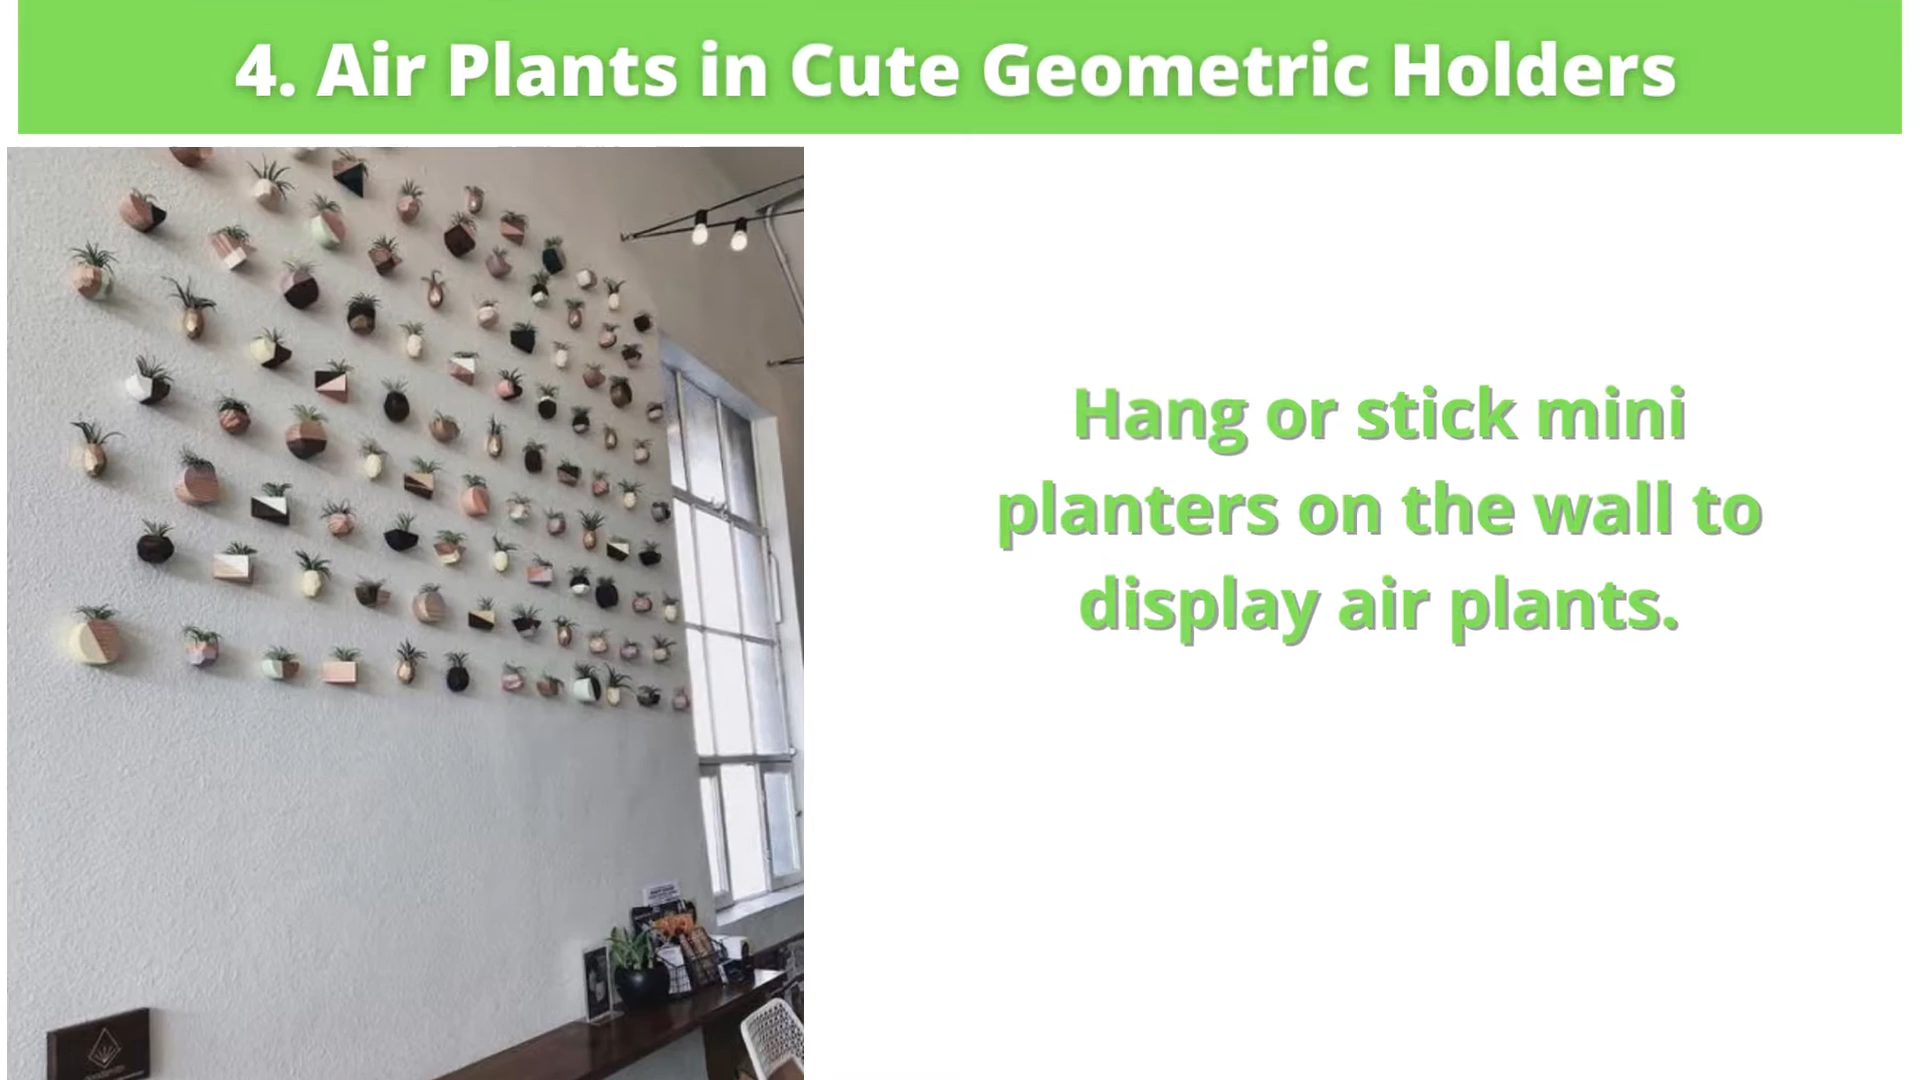 4. Air Plants in Cute Geometric Holders
Hang or stick mini
planters on the wall to
display air plants.